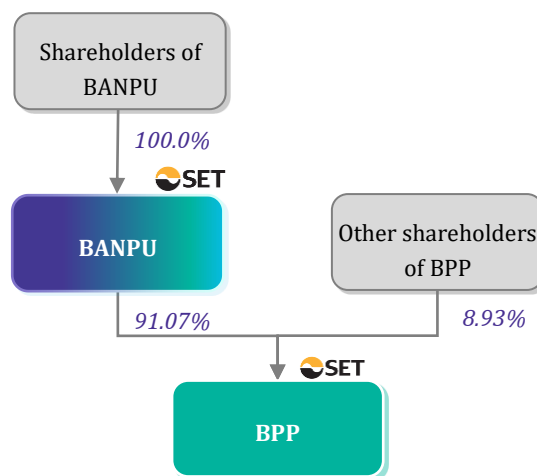 Shareholders of
BANPU
100.0%
SET
BANPU
Other shareholders
of BPP
91.07%
8.93%
SET
BPP